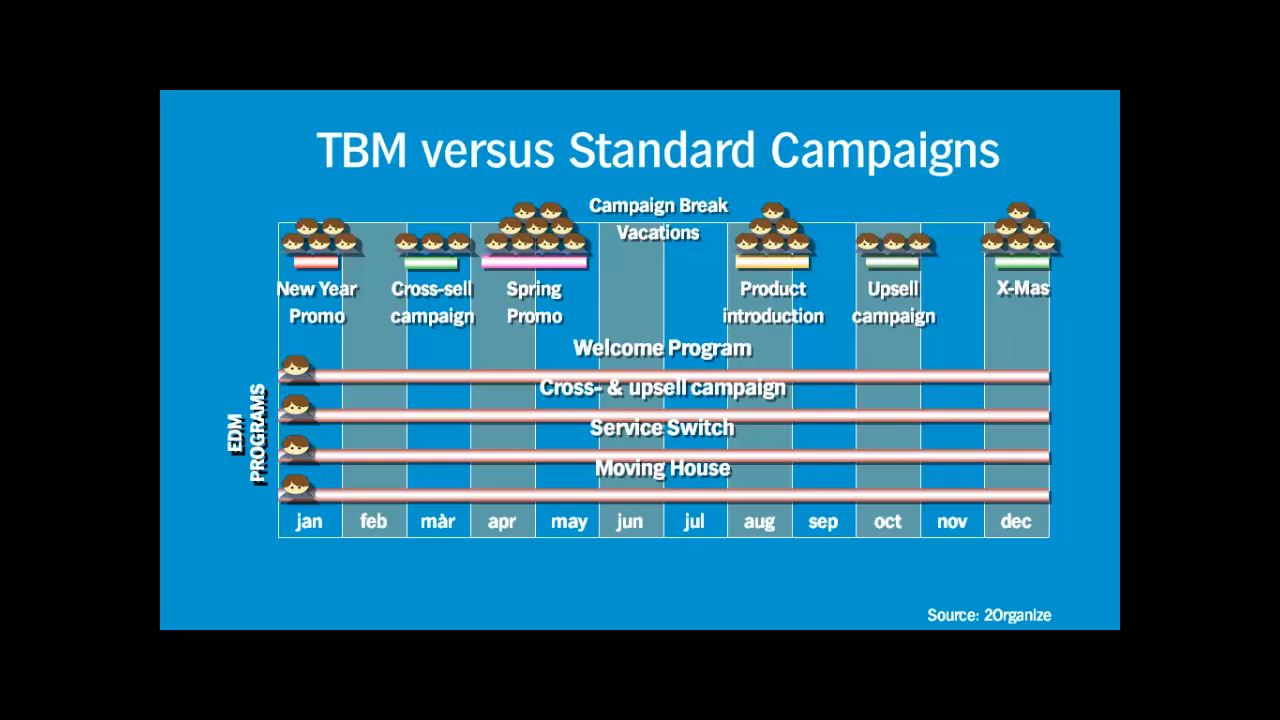 TBM versus Standard Campaigns
Campaign Break
Vacations
New Year
Promo
Cross-sell
campaign
Spring
Promo
Product
introduction
Upsell
campaign
X-Mas
Welcome Program
Cross- & upsell campaign
Service Switch
Moving House
EDM
PROGRAMS
jan feb màr apr may jun jul aug sep oct nov dec
Source: 2Organize